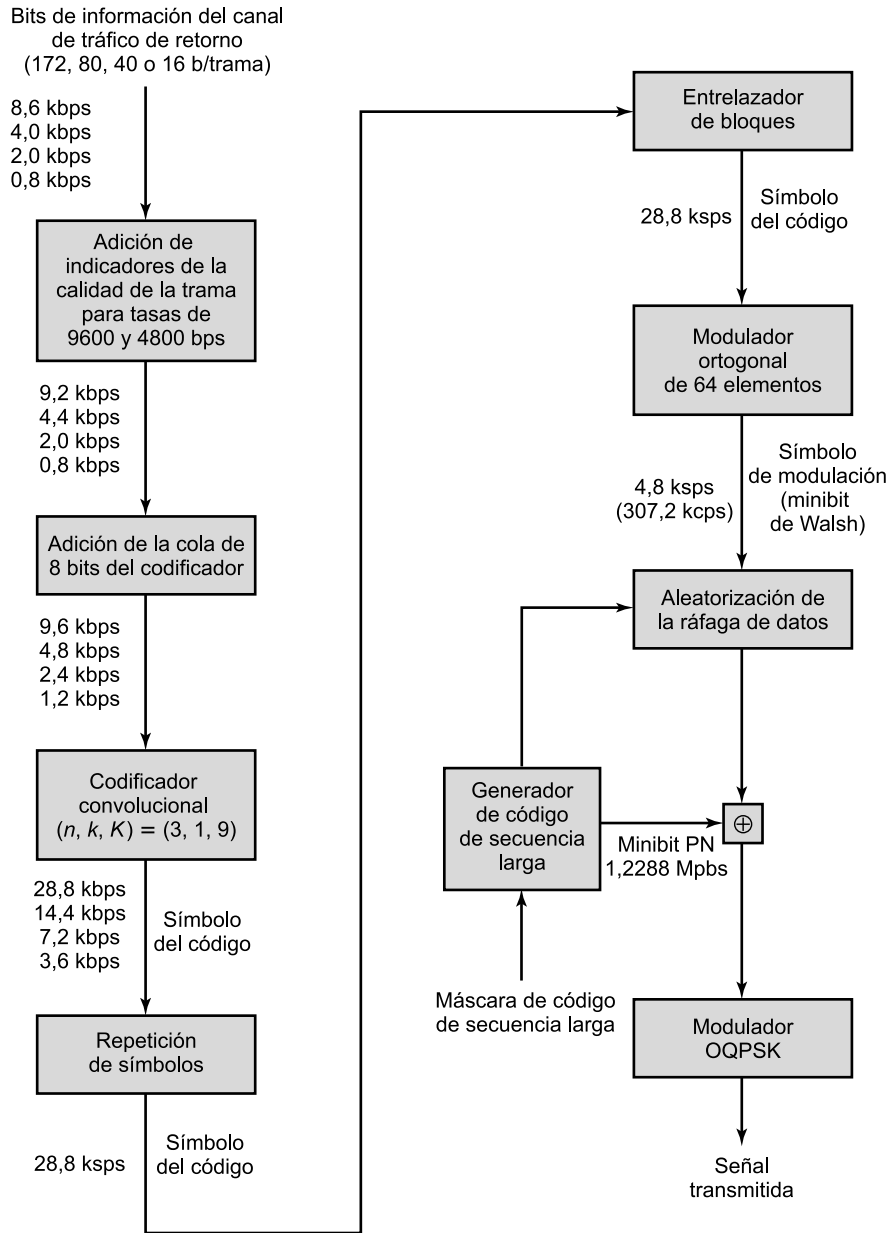 Bits de información del canal
de tráfico de retorno
(172, 80, 40 o 16 b/trama)
8,6 kbps
4,0 kbps
2,0 kbps
0,8 kbps
Adición de
indicadores de la
calidad de la trama
para tasas de
9600 y 4800 bps
9,2 kbps
4,4 kbps
2,0 kbps
0,8 kbps
Adición de la cola de
8 bits del codificador
9,6 kbps
4,8 kbps
2,4 kbps
1,2 kbps
Codificador
convolucional
(n, k, K) = (3, 1, 9)
28,8 kbps
14,4 kbps
7,2 kbps
3,6 kbps
Símbolo
del código
Repetición
de símbolos
28,8 ksps
Símbolo
del código
Entrelazador
de bloques
28,8 ksps
Símbolo
del código
Modulador
ortogonal
de 64 elementos
4,8 ksps
(307,2 kcps)
Símbolo
de modulación
(minibit
de Walsh)
Aleatorización de
la ráfaga de datos
Generador
de código
de secuencia
larga
Minibit PN
1,2288 Mpbs
⊕
Máscara de código
de secuencia larga
Modulador
OQPSK
Señal
transmitida